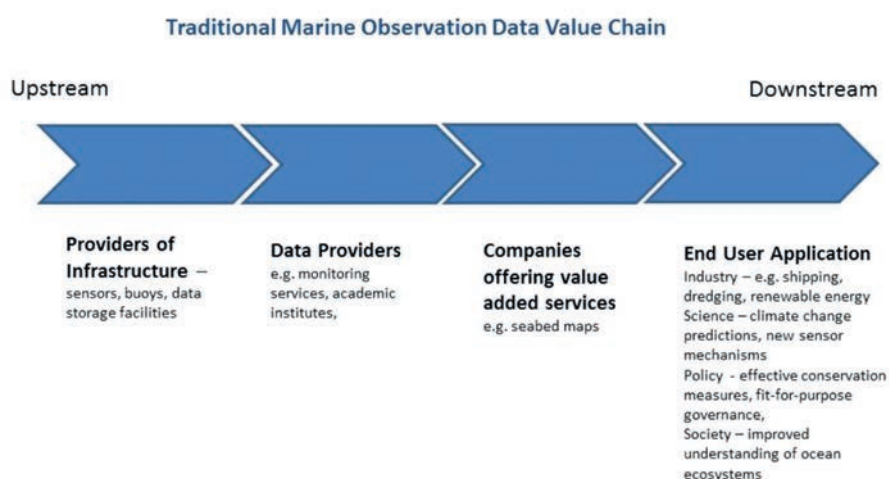 Traditional Marine Observation Data Value Chain
Upstream
Downstream
Providers of
Infrastructure –
sensors, buoys, data
storage facilities
Data Providers
e.g. monitoring
services, academic
institutes,
Companies
offering value
added services
e.g. seabed maps
End User Application
Industry – e.g. shipping,
dredging, renewable energy
Science – climate change
predictions, new sensor
mechanisms
Policy - effective conservation
measures, fit-for-purpose
governance,
Society – improved
understanding of ocean
ecosystems